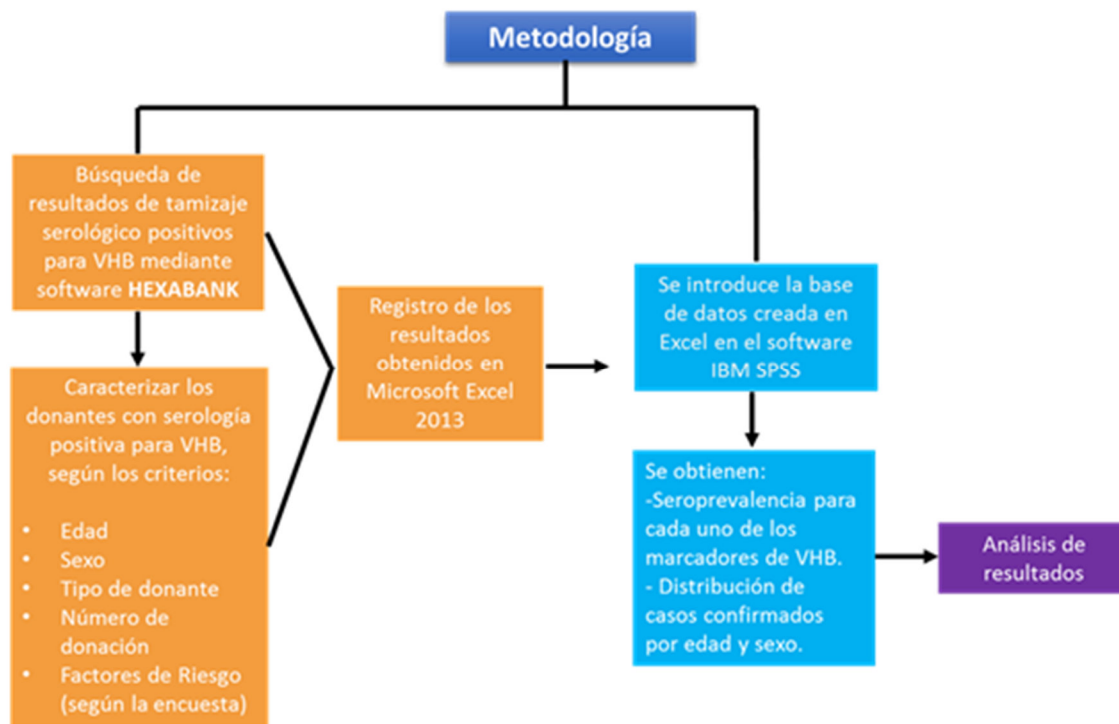 Metodología
Búsqueda de
resultados de tamizaje
serológico positivos
para VHB mediante
software HEXABANK
Caracterizar los
donantes con serología
positiva para VHB,
según los criterios:
• Edad
• Sexo
• Tipo de donante
• Número de
donación
• Factores de Riesgo
(según la encuesta)
Registro de los
resultados
obtenidos en
Microsoft Excel
2013
Se introduce la base
de datos creada en
Excel en el software
IBM SPSS
Se obtienen:
-Seroprevalencia para
cada uno de los
marcadores de VHB.
- Distribución de
casos confirmados
por edad y sexo.
Análisis de
resultados